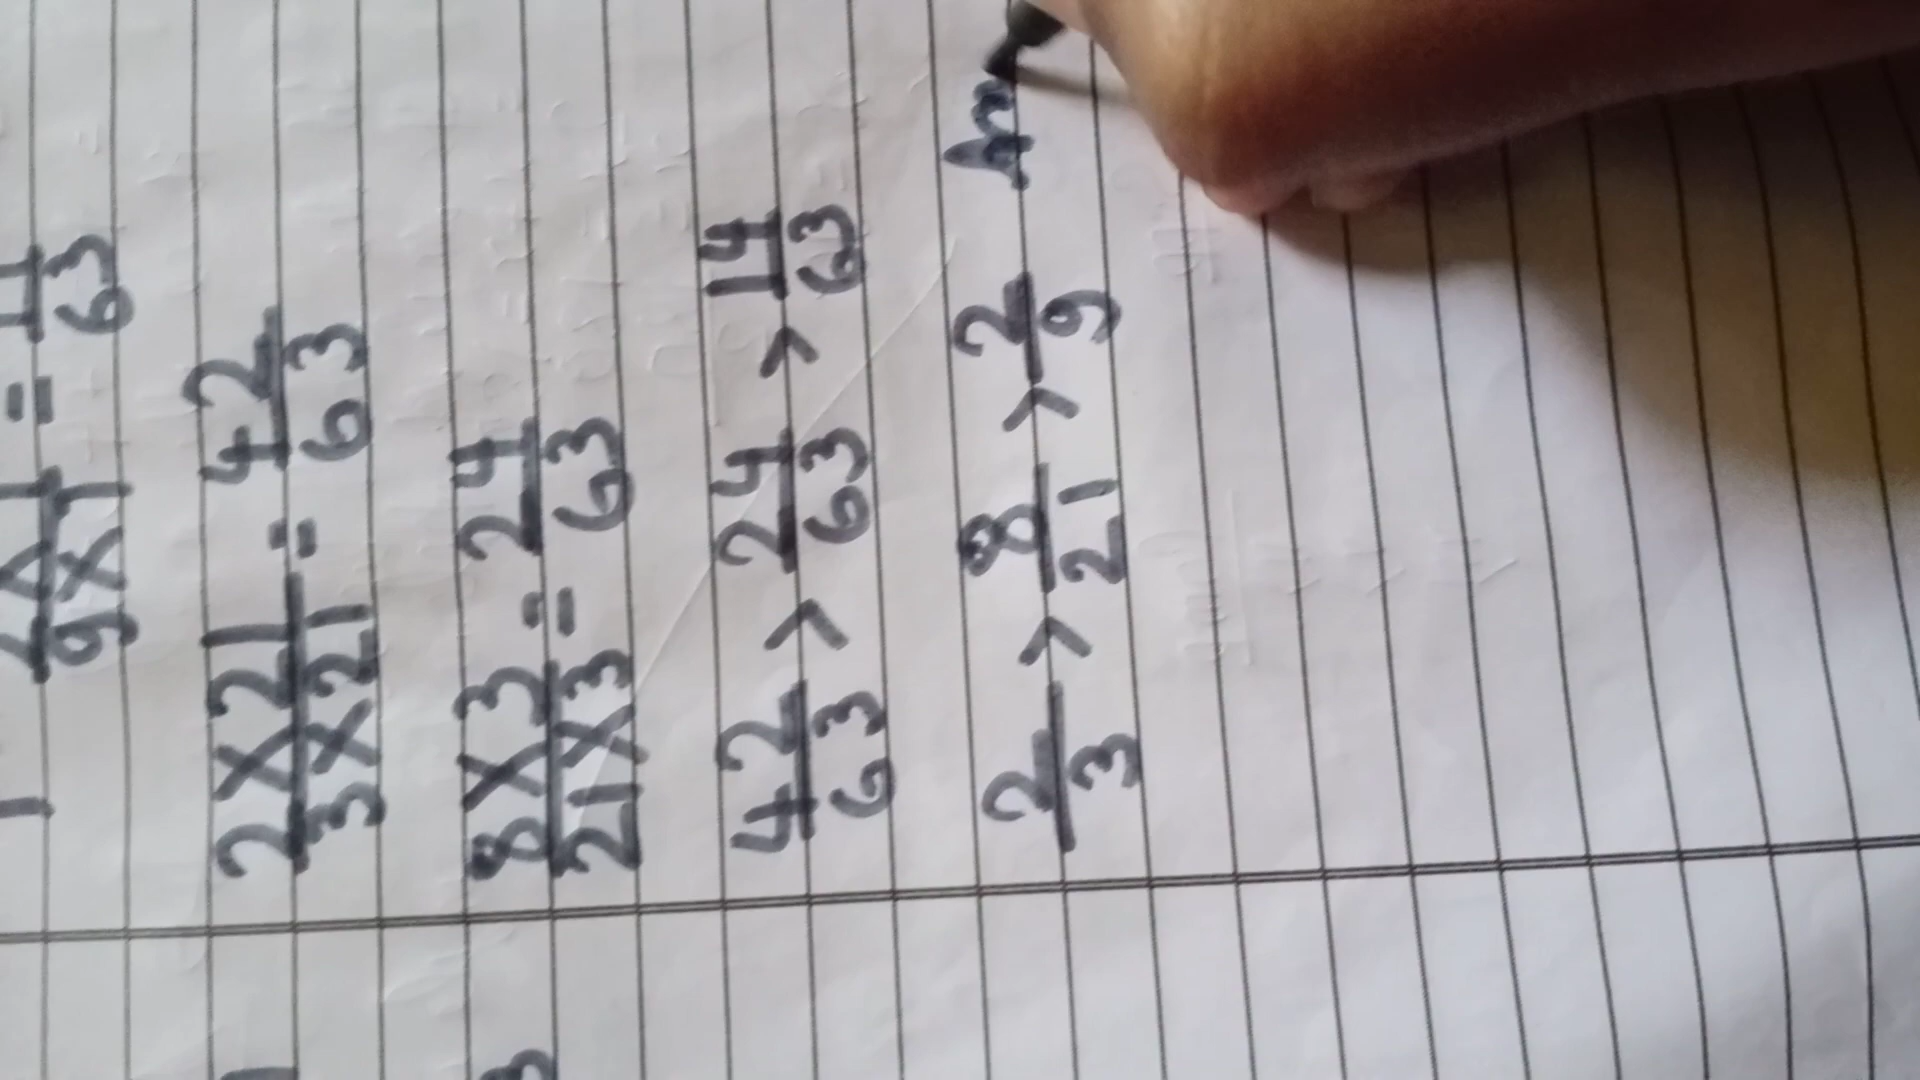 = /63
2×21/3×21 = 42/63
8×3/21×3 = 24/63
42/63 > 24/63 > 14/63
2/3 > 8/21 > 2/9 An